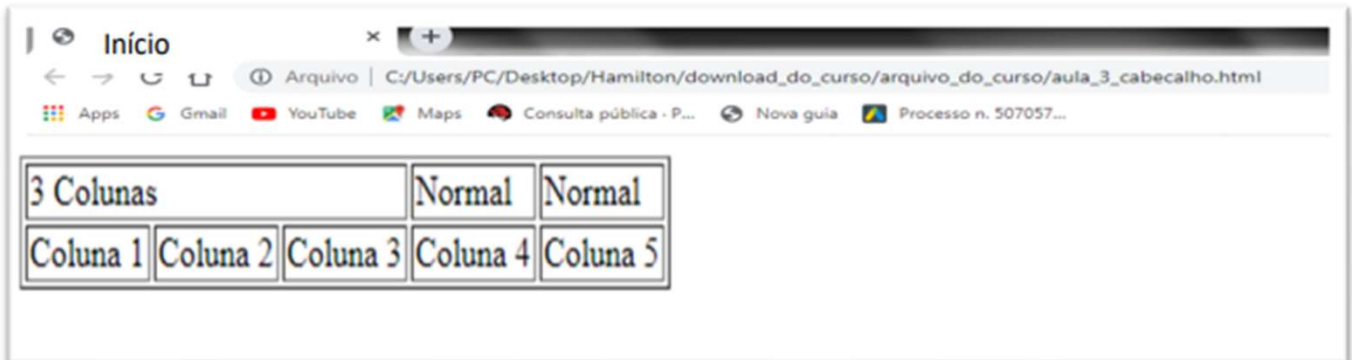 Início × +
Arquivo | C:/Users/PC/Desktop/Hamilton/download_do_curso/arquivo_do_curso/aula_3_cabecalho.html
Apps Gmail YouTube Maps Consulta pública - P... Nova guia Processo n. 507057...
3 Colunas Normal Normal
Coluna 1 Coluna 2 Coluna 3 Coluna 4 Coluna 5